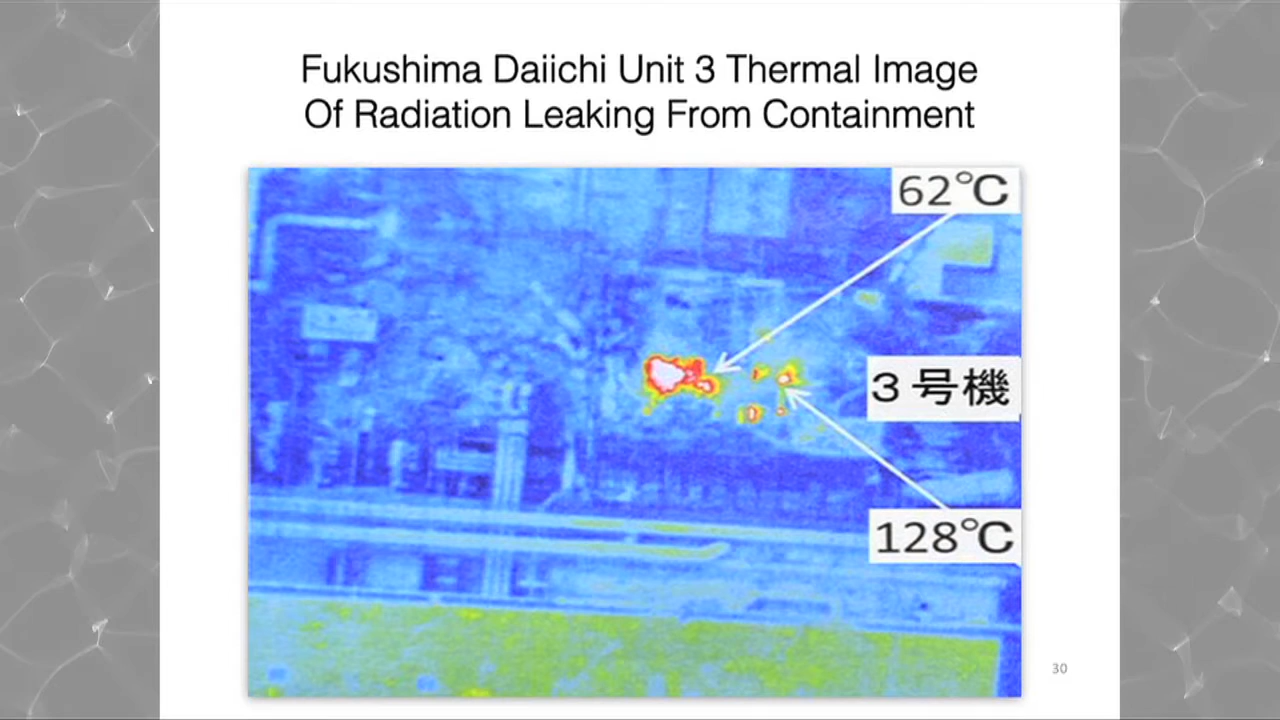 Fukushima Daiichi Unit 3 Thermal Image
Of Radiation Leaking From Containment
62℃
3号機
128℃
30